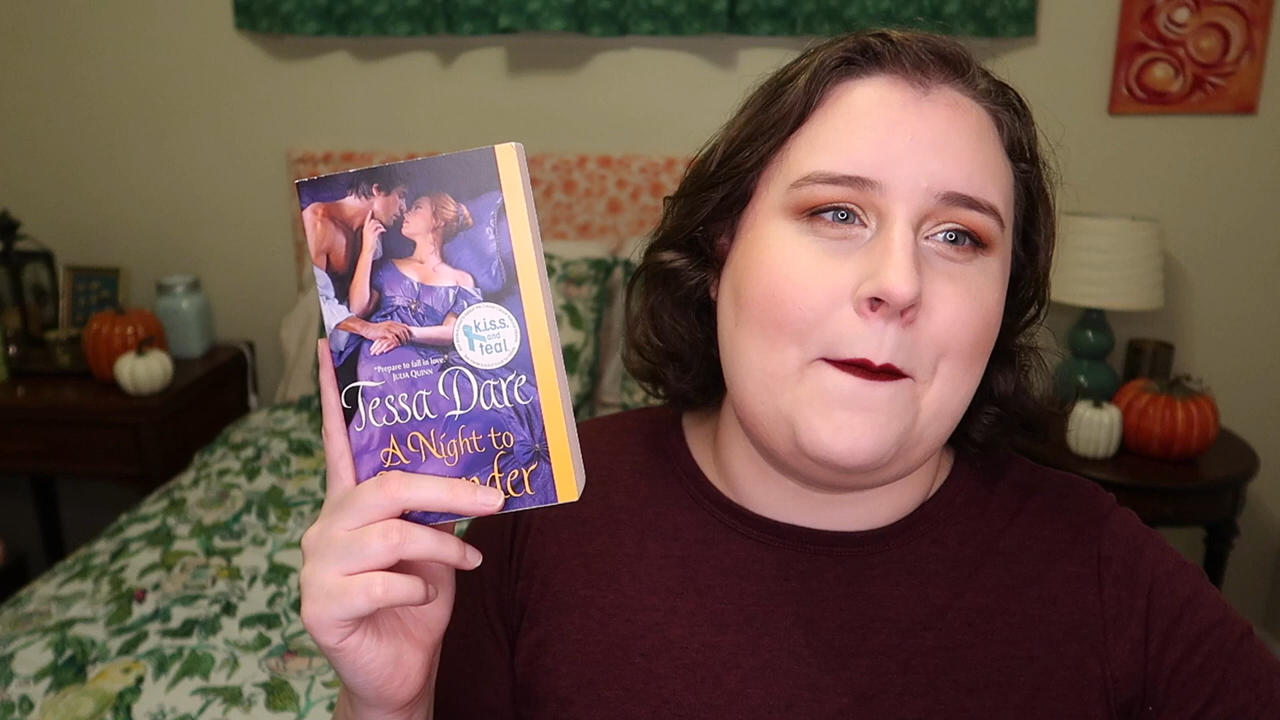 k.i.s.s.
and
teal
"Prepare to fall in love."
JULIA QUINN
Tessa Dare
A Night to